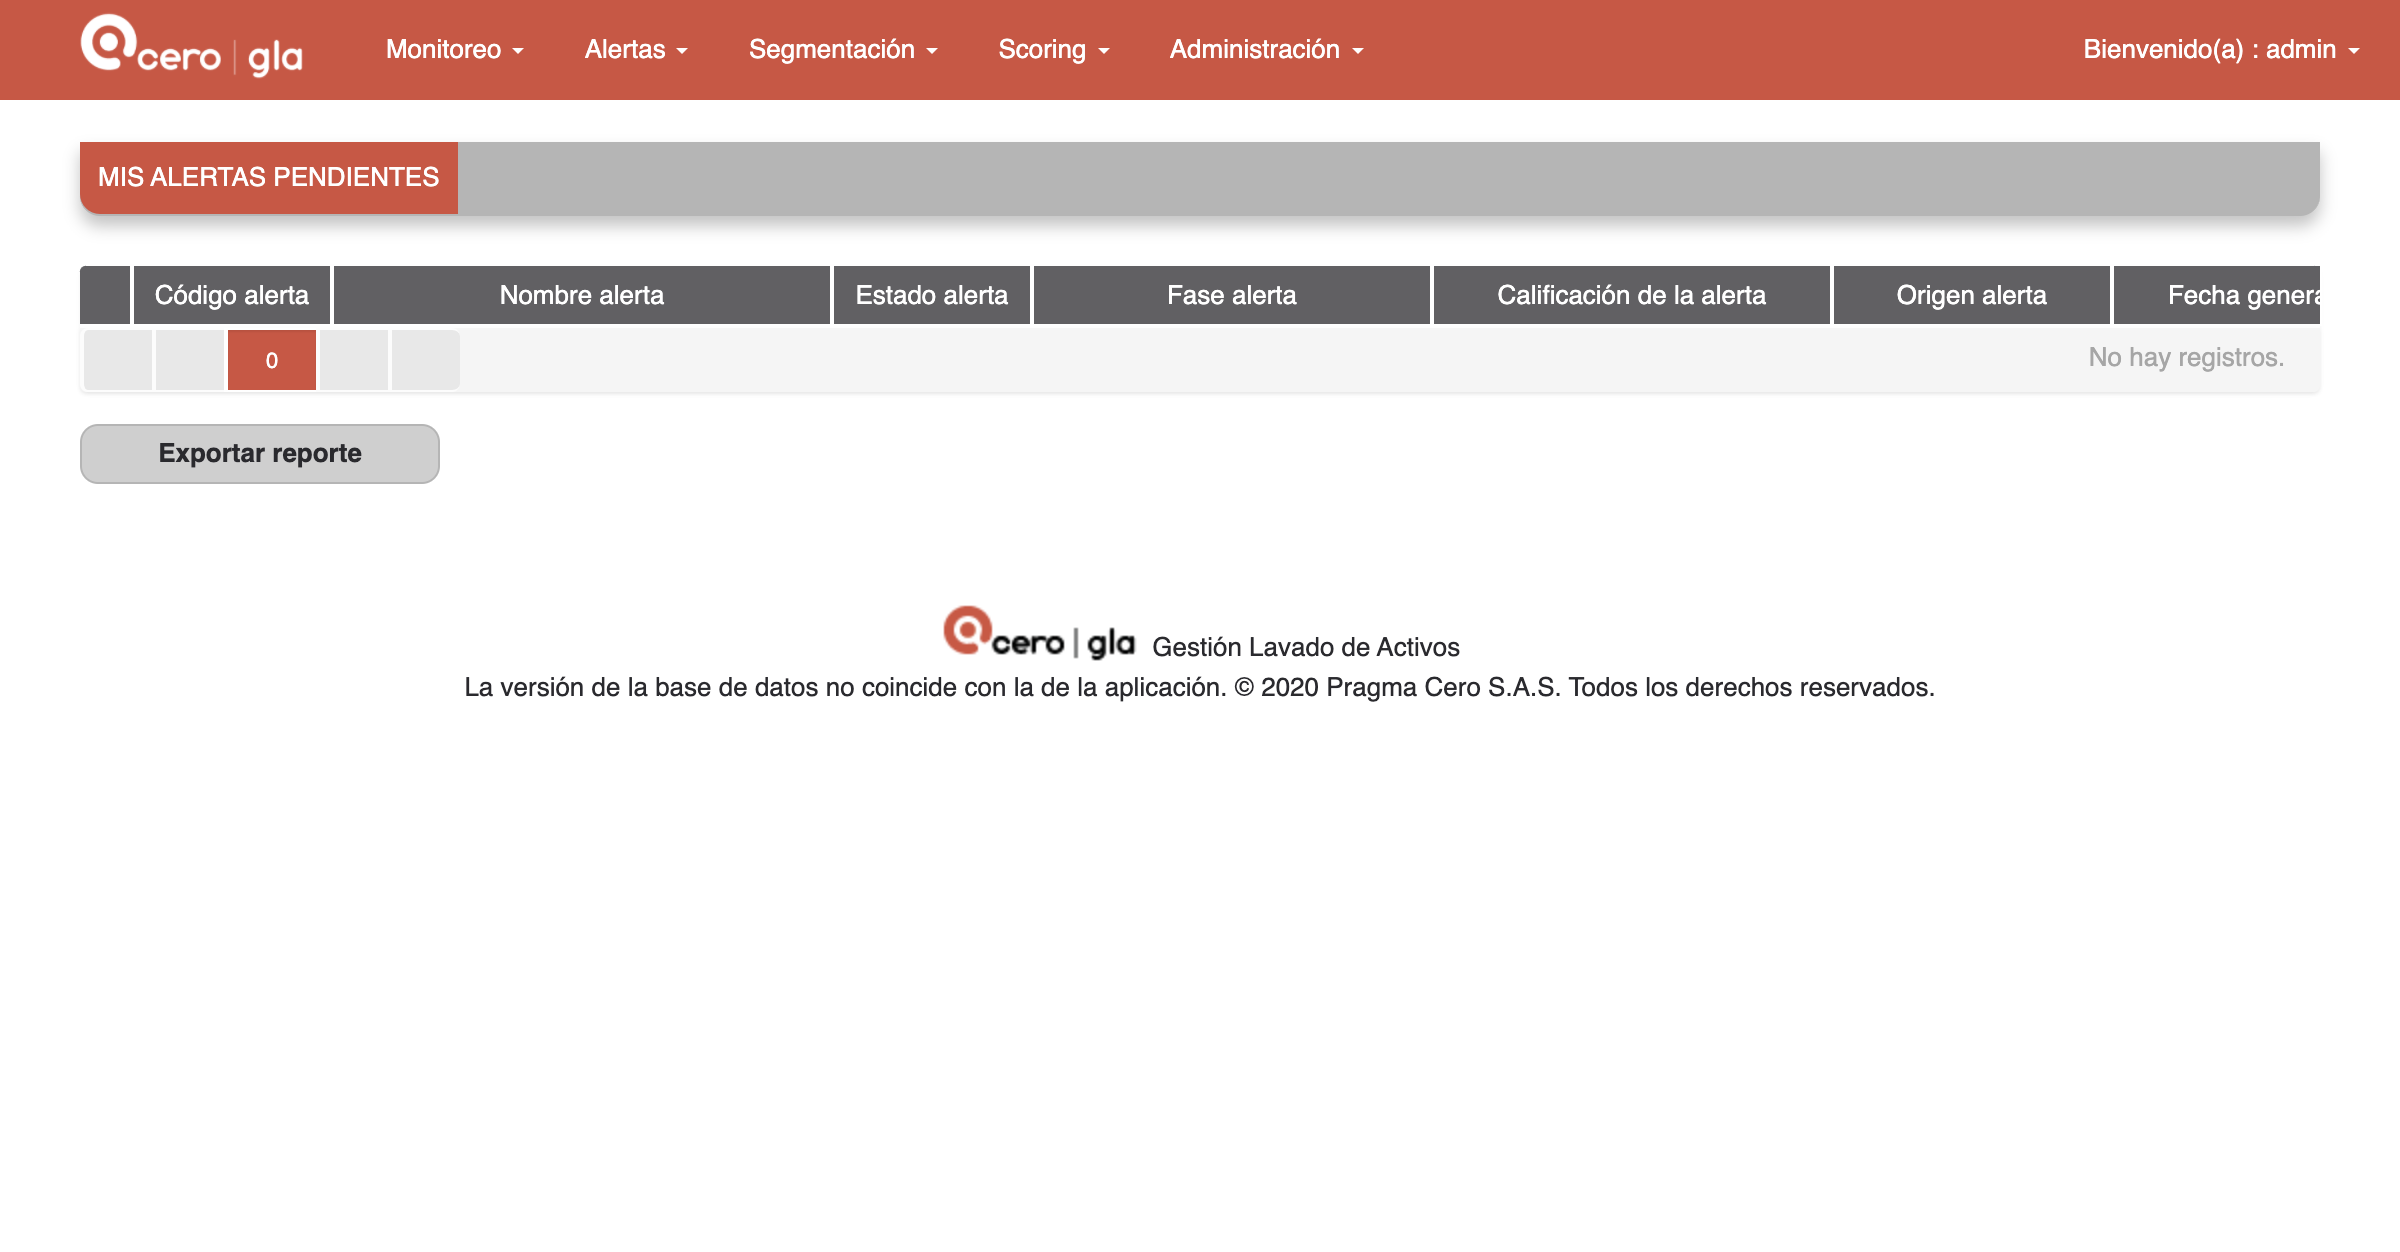 cero | gla Monitoreo Alertas Segmentación Scoring Administración Bienvenido(a) : admin
MIS ALERTAS PENDIENTES
Código alerta Nombre alerta Estado alerta Fase alerta Calificación de la alerta Origen alerta Fecha genera
0 No hay registros.
Exportar reporte
cero | gla Gestión Lavado de Activos
La versión de la base de datos no coincide con la de la aplicación. © 2020 Pragma Cero S.A.S. Todos los derechos reservados.